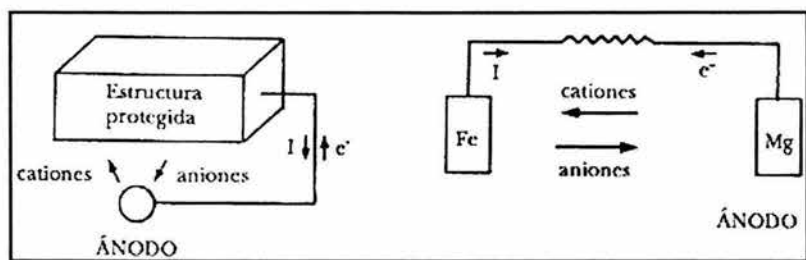 Estructura
protegida
I
e⁻
cationes
aniones
ÁNODO
I
e⁻
cationes
Fe
aniones
Mg
ÁNODO